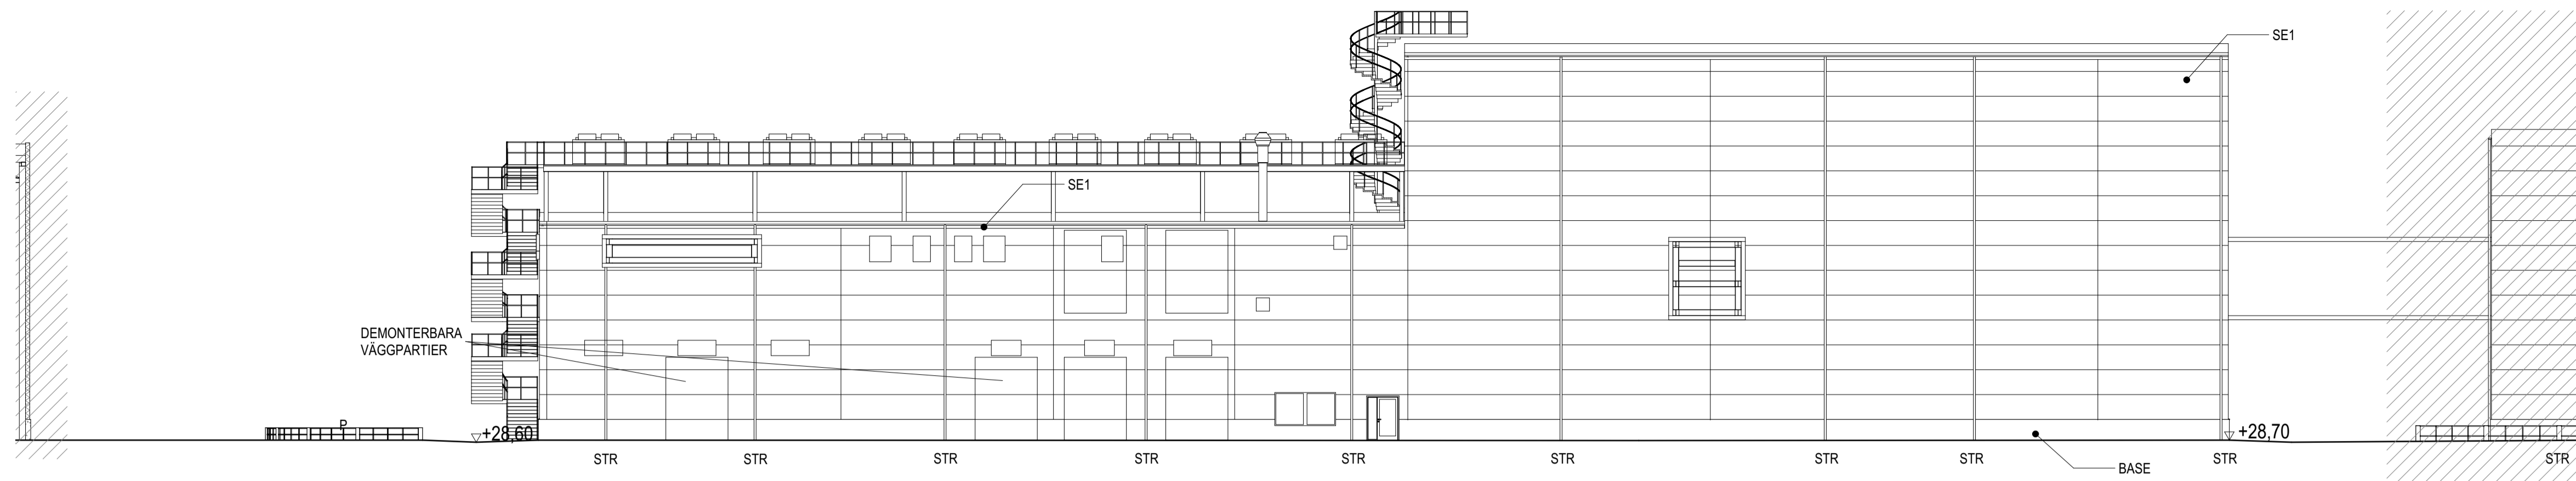 SE1
SE1
DEMONTERBARA
VÄGGPARTIER
P
+28,60
+28,70
STR
STR
STR
STR
STR
STR
STR
STR
STR
STR
BASE